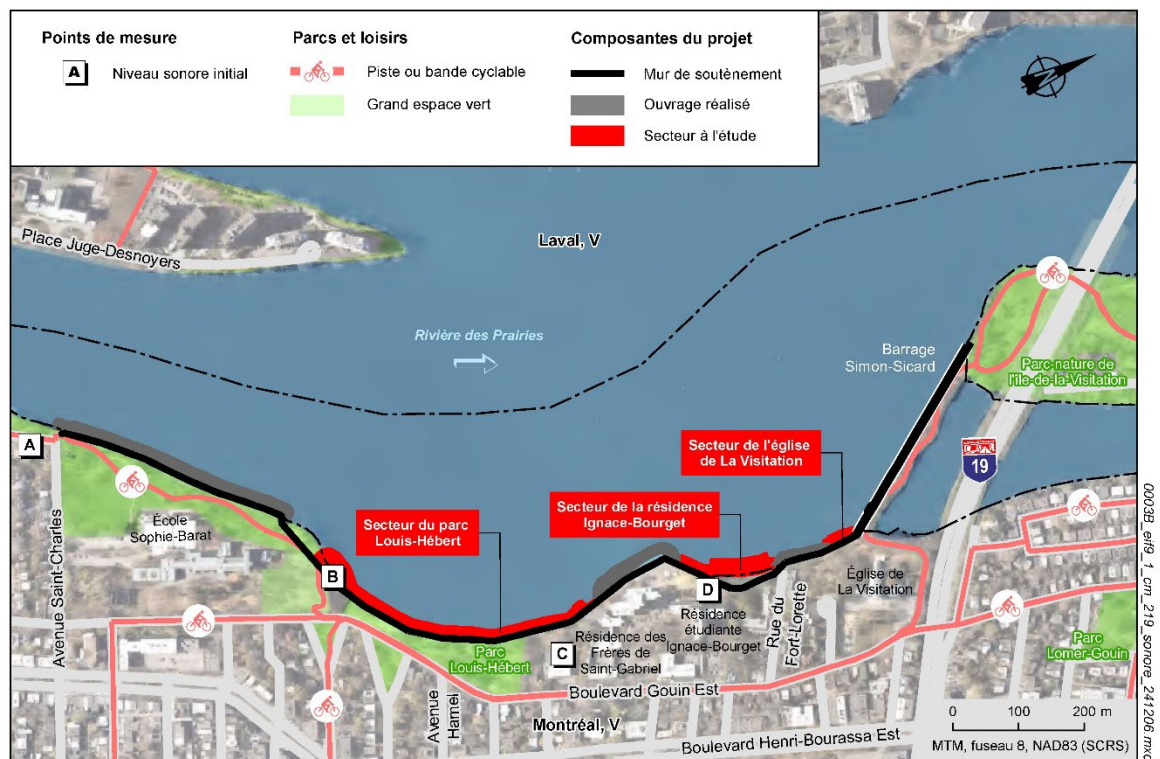 Points de mesure
A Niveau sonore initial
Parcs et loisirs
Piste ou bande cyclable
Grand espace vert
Composantes du projet
Mur de soutènement
Ouvrage réalisé
Secteur à l'étude
N
Place Juge-Desnoyers
Laval, V
Rivière des Prairies
Barrage
Simon-Sicard
Parc-nature de
l'île-de-la-Visitation
A
Avenue Saint-Charles
École
Sophie-Barat
B
Secteur du parc
Louis-Hébert
Secteur de la résidence
Ignace-Bourget
Secteur de l'église
de La Visitation
19
C
D
Résidence des
Frères de
Saint-Gabriel
Résidence
étudiante
Ignace-Bourget
Rue du
Fort-Lorette
Église de
La Visitation
Parc
Louis-Hébert
Avenue
Hamel
Boulevard Gouin Est
Montréal, V
Boulevard Henri-Bourassa Est
Parc
Lomer-Gouin
0 100 200 m
MTM, fuseau 8, NAD83 (SCRS)
0003B_eif9_1_cm_219_sonore_241206.mxd